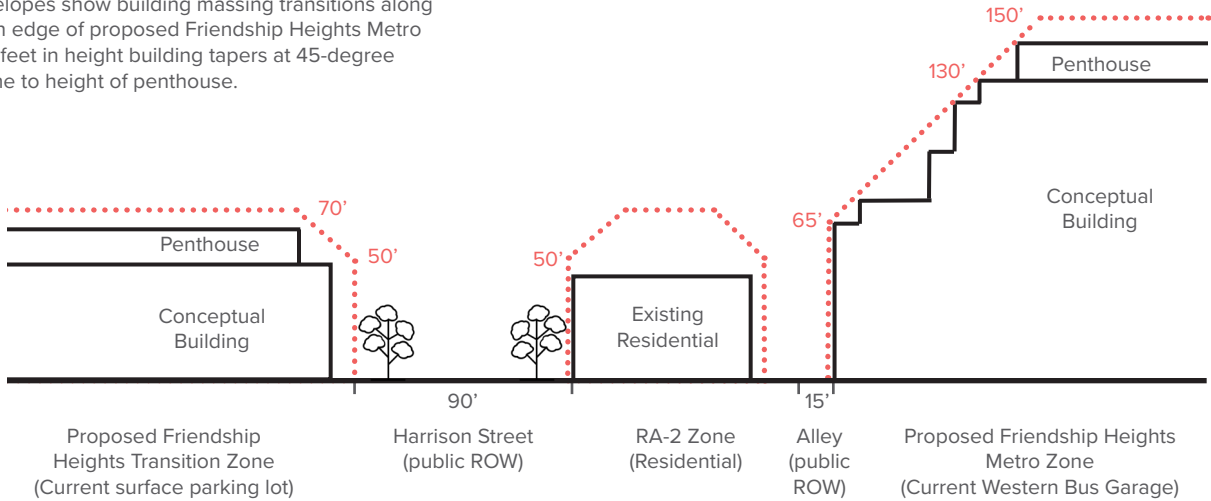 elopes show building massing transitions along
n edge of proposed Friendship Heights Metro
feet in height building tapers at 45-degree
ne to height of penthouse.
150’
130’
Penthouse
Conceptual
Building
65’
70’
50’
Penthouse
Conceptual
Building
50’
Existing
Residential
90’
15’
Proposed Friendship
Heights Transition Zone
(Current surface parking lot)
Harrison Street
(public ROW)
RA-2 Zone
(Residential)
Alley
(public
ROW)
Proposed Friendship Heights
Metro Zone
(Current Western Bus Garage)